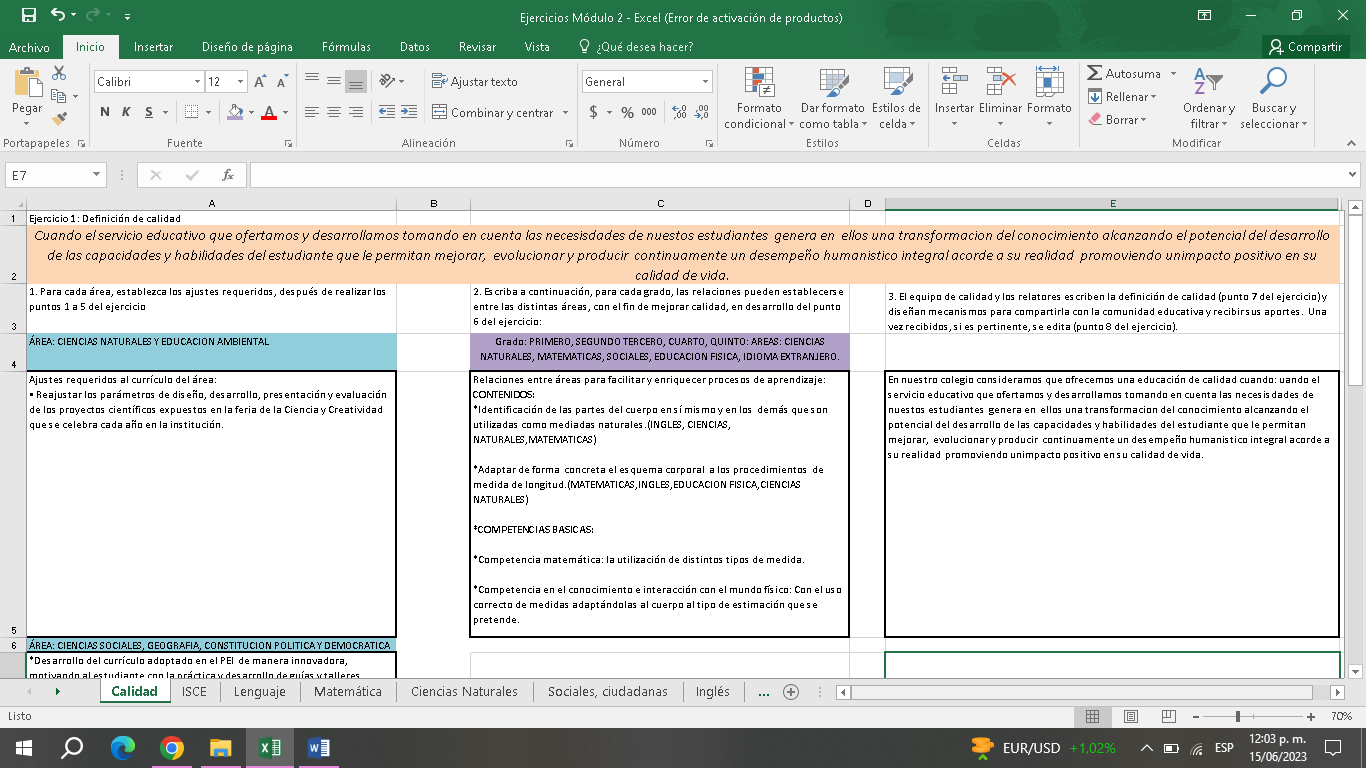 Ejercicios Módulo 2 - Excel (Error de activación de productos)
Archivo Inicio Insertar Diseño de página Fórmulas Datos Revisar Vista ¿Qué desea hacer? Compartir
Calibri 12 Ajustar texto General Autosuma
Pegar N K S Combinar y centrar $ % 000 Formato condicional Dar formato como tabla Estilos de celda Insertar Eliminar Formato Rellenar Borrar Ordenar y filtrar Buscar y seleccionar
Portapapeles Fuente Alineación Número Estilos Celdas Modificar
E7 fx
A B C D E
1 Ejercicio 1: Definición de calidad
Cuando el servicio educativo que ofertamos y desarrollamos tomando en cuenta las necesisdades de nuestos estudiantes genera en ellos una transformacion del conocimiento alcanzando el potencial del desarrollo
de las capacidades y habilidades del estudiante que le permitan mejorar, evolucionar y producir continuamente un desempeño humanistico integral acorde a su realidad promoviendo unimpacto positivo en su
2 calidad de vida.
1. Para cada área, establezca los ajustes requeridos, después de realizar los
puntos 1 a 5 del ejercicio
2. Escriba a continuación, para cada grado, las relaciones pueden establecerse
entre las distintas áreas, con el fin de mejorar calidad, en desarrollo del punto
6 del ejercicio:
3. El equipo de calidad y los relatores escriben la definición de calidad (punto 7 del ejercicio) y
diseñan mecanismos para compartirla con la comunidad educativa y recibir sus aportes. Una
vez recibidos, si es pertinente, se edita (punto 8 del ejercicio).
3
ÁREA: CIENCIAS NATURALES Y EDUCACION AMBIENTAL
Grado: PRIMERO, SEGUNDO TERCERO, CUARTO, QUINTO: AREAS: CIENCIAS
NATURALES, MATEMATICAS, SOCIALES, EDUCACION FISICA, IDIOMA EXTRANJERO.
4
Ajustes requeridos al currículo del área:
• Reajustar los parámetros de diseño, desarrollo, presentación y evaluación
de los proyectos científicos expuestos en la feria de la Ciencia y Creatividad
que se celebra cada año en la institución.
Relaciones entre áreas para facilitar y enriquecer procesos de aprendizaje:
CONTENIDOS:
*Identificación de las partes del cuerpo en sí mismo y en los demás que son
utilizadas como mediadas naturales.(INGLES, CIENCIAS,
NATURALES,MATEMATICAS)
*Adaptar de forma concreta el esquema corporal a los procedimientos de
medida de longitud.(MATEMATICAS,INGLES,EDUCACION FISICA,CIENCIAS
NATURALES)
*COMPETENCIAS BASICAS:
*Competencia matemática: la utilización de distintos tipos de medida.
*Competencia en el conocimiento e interacción con el mundo físico: Con el uso
correcto de medidas adaptándolas al cuerpo al tipo de estimación que se
pretende.
En nuestro colegio consideramos que ofrecemos una educación de calidad cuando: uando el
servicio educativo que ofertamos y desarrollamos tomando en cuenta las necesisdades de
nuestos estudiantes genera en ellos una transformacion del conocimiento alcanzando el
potencial del desarrollo de las capacidades y habilidades del estudiante que le permitan
mejorar, evolucionar y producir continuamente un desempeño humanistico integral acorde a
su realidad promoviendo unimpacto positivo en su calidad de vida.
5
6 ÁREA: CIENCIAS SOCIALES, GEOGRAFIA, CONSTITUCION POLITICA Y DEMOCRATICA
*Desarrollo del currículo adoptado en el PEI de manera innovadora,
motivando al estudiante con la práctica y desarrollo de guías y talleres
Calidad ISCE Lenguaje Matemática Ciencias Naturales Sociales, ciudadanas Inglés ...
Listo 70%
EUR/USD +1,02% ESP 12:03 p. m.
15/06/2023